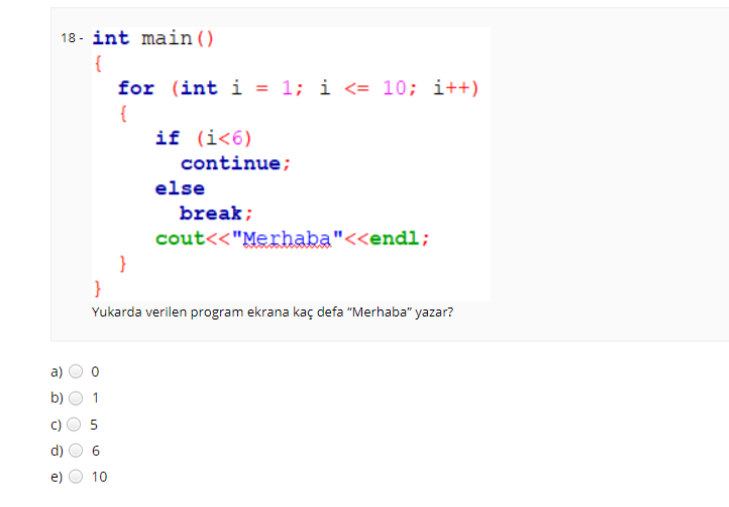 18- int main()
{
for (int i = 1; i <= 10; i++)
{
if (i<6)
continue;
else
break;
cout<<"Merhaba"<<endl;
}
}
Yukarda verilen program ekrana kaç defa "Merhaba" yazar?
a) 0
b) 1
c) 5
d) 6
e) 10